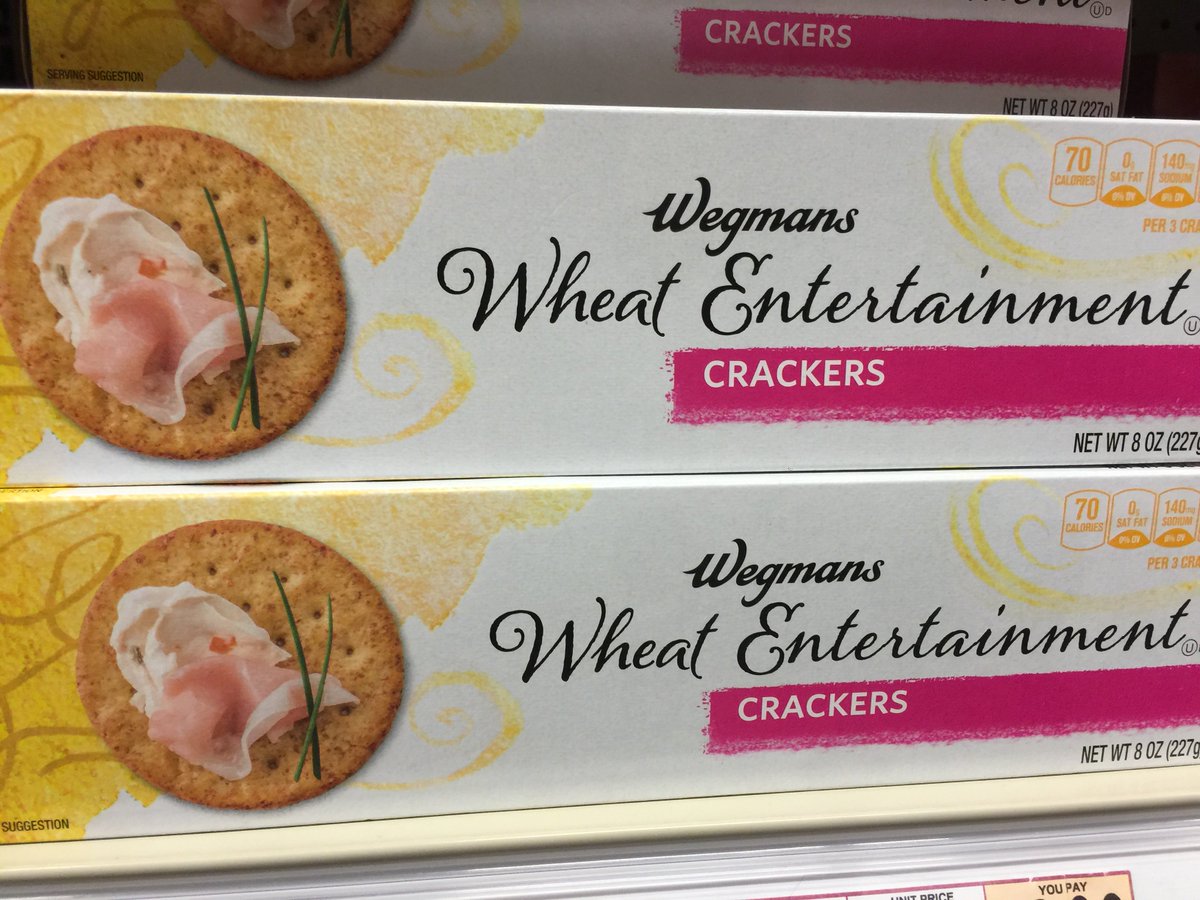 CRACKERS
SERVING SUGGESTION
NET WT 8 OZ (227g)
70
CALORIES
0g
SAT FAT
0% DV
140mg
SODIUM
6% DV
PER 3 CRA
Wegmans
Wheat Entertainment
CRACKERS
NET WT 8 OZ (227g
70
CALORIES
0g
SAT FAT
0% DV
140mg
SODIUM
6% DV
PER 3 CRA
Wegmans
Wheat Entertainment
CRACKERS
NET WT 8 OZ (227g
SUGGESTION
UNIT PRICE
YOU PAY